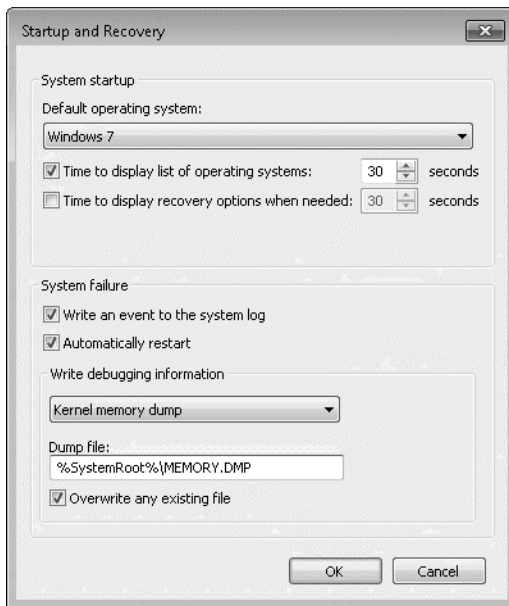 Startup and Recovery
System startup
Default operating system:
Windows 7
Time to display list of operating systems: 30 seconds
Time to display recovery options when needed: 30 seconds
System failure
Write an event to the system log
Automatically restart
Write debugging information
Kernel memory dump
Dump file:
%SystemRoot%\MEMORY.DMP
Overwrite any existing file
OK Cancel